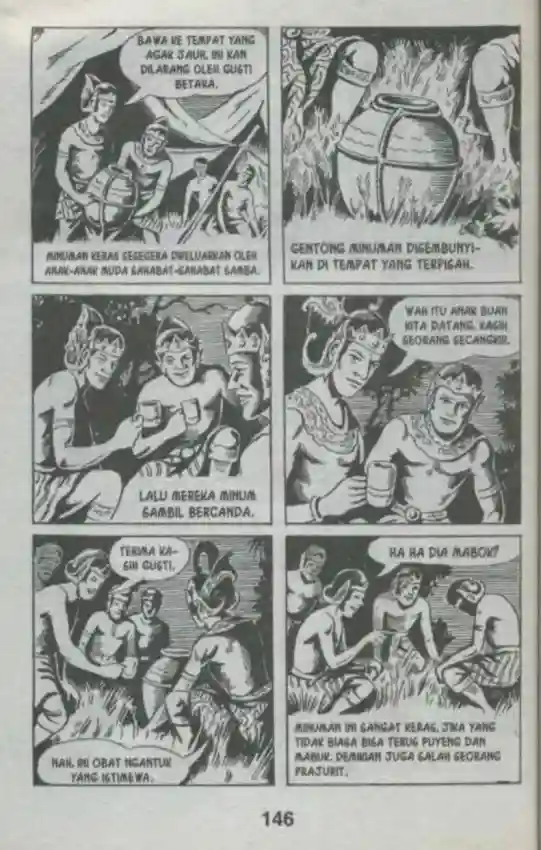 BAWA KE TEMPAT YANG
AGAK JAUH. INI KAN
DILARANG OLEH GUSTI
BETARA.
MINUMAN KERAS SEGEGERA DIKELUARKAN OLEH
ANAK-ANAK MUDA SAHABAT-SAHABAT SAMBA.
GENTONG MINUMAN DISEMBUNYI-
KAN DI TEMPAT YANG TERPISAH.
LALU MEREKA MINUM
SAMBIL BERCANDA.
WAH ITU ANAK BUAH
KITA DATANG. KASIH
SEORANG SECANGKIR.
TERIMA KA-
SIH GUSTI.
NAH, INI OBAT NGANTUK
YANG ISTIMEWA.
HA HA DIA MABOK?
MINUMAN INI SANGAT KERAS. JIKA YANG
TIDAK BIASA BISA TERUS PUYENG DAN
MABUK. DEMIKIAN JUGA SALAH SEORANG
PRAJURIT.
146